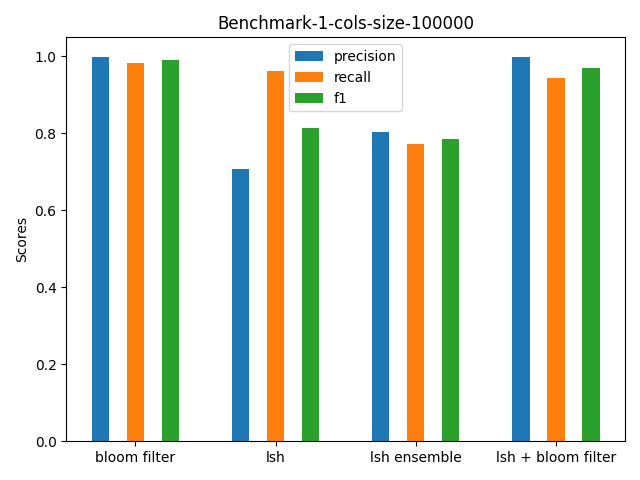 Benchmark-1-cols-size-100000
precision
recall
f1
Scores
1.0
0.8
0.6
0.4
0.2
0.0
bloom filter
lsh
lsh ensemble
lsh + bloom filter